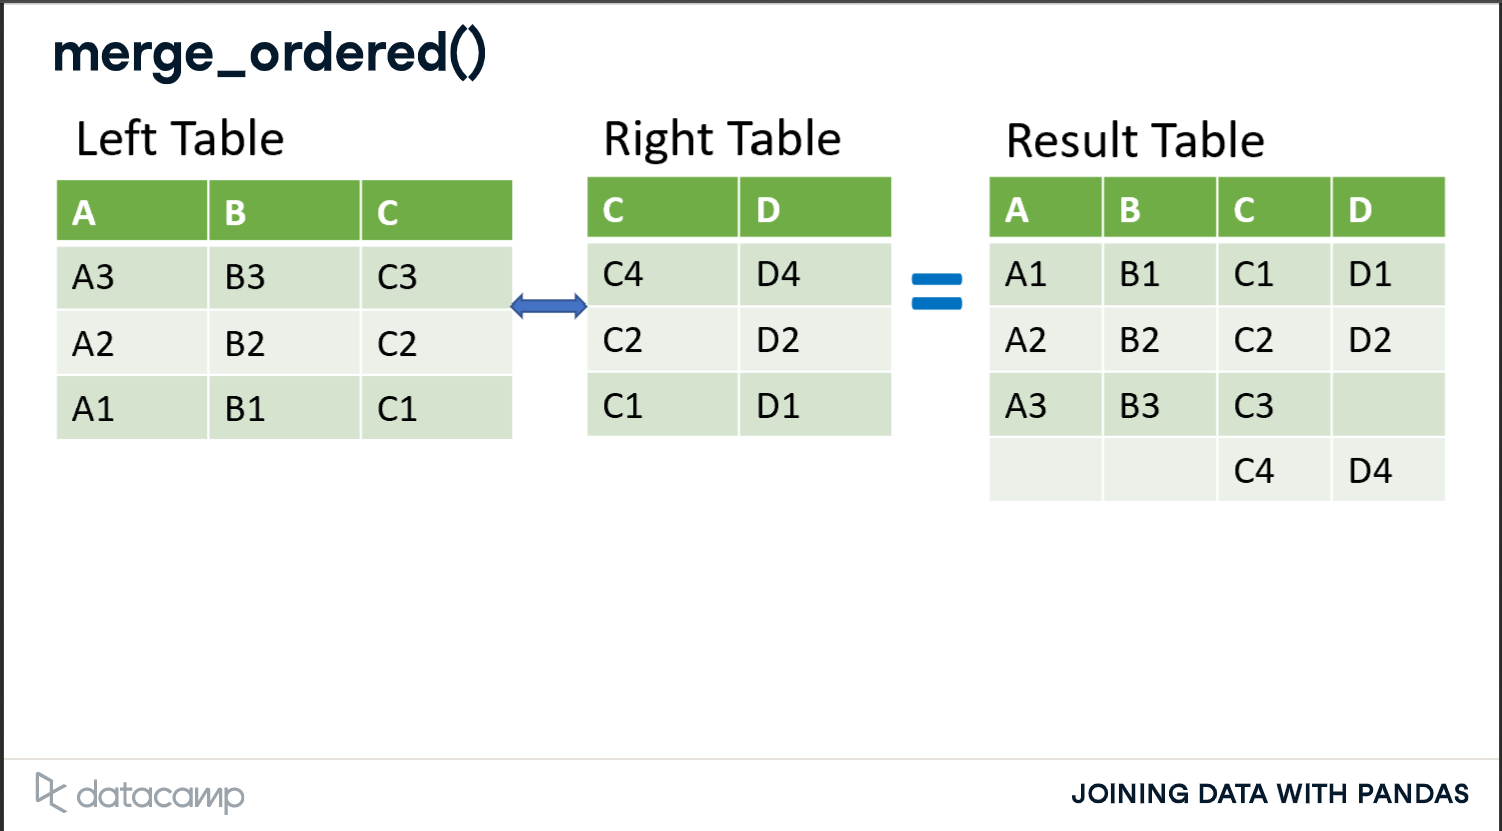 merge_ordered()
Left Table
A B C
A3 B3 C3
A2 B2 C2
A1 B1 C1
Right Table
C D
C4 D4
C2 D2
C1 D1
Result Table
A B C D
A1 B1 C1 D1
A2 B2 C2 D2
A3 B3 C3
C4 D4
datacamp
JOINING DATA WITH PANDAS